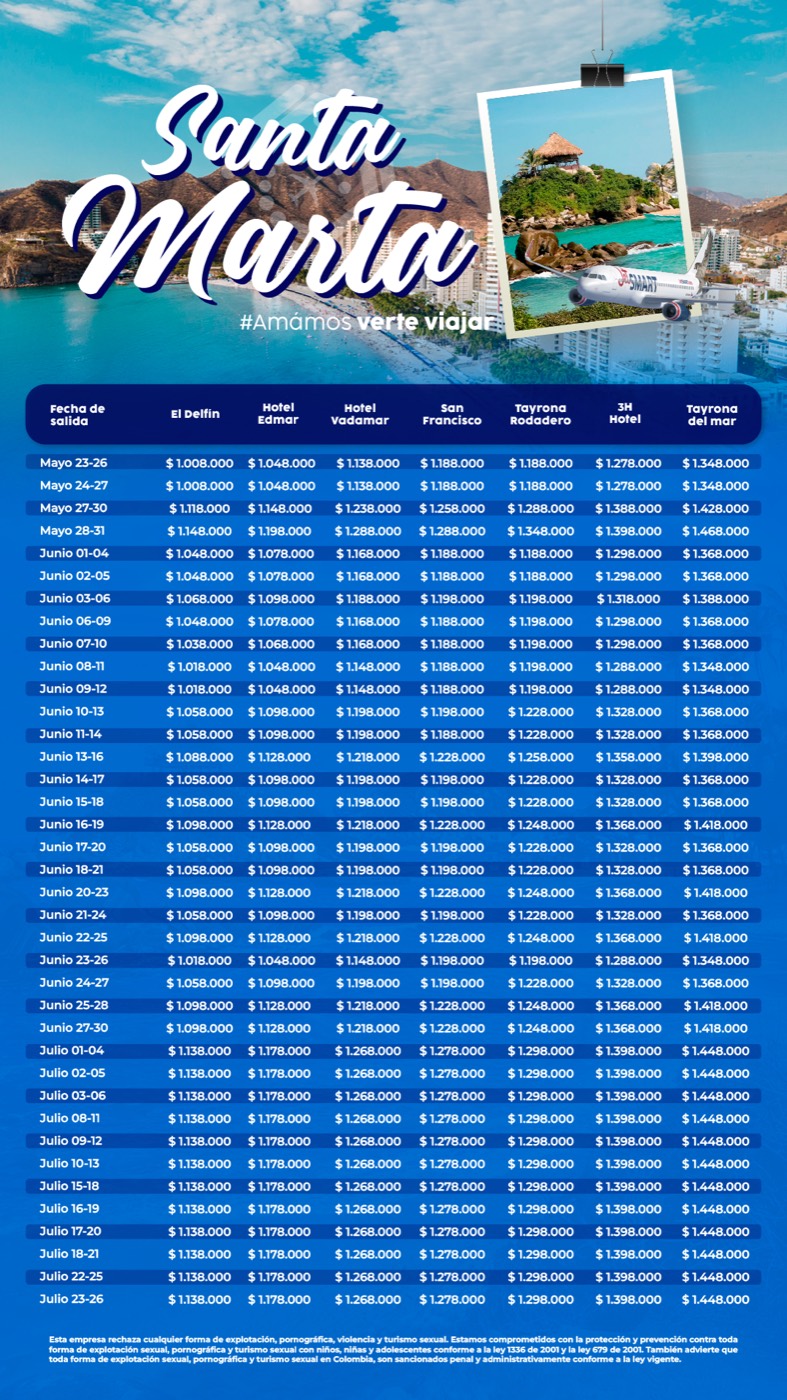 Santa
Marta
#Amámos verte viajar
JetSMART
Fecha de salida El Delfín Hotel Edmar Hotel Vadamar San Francisco Tayrona Rodadero 3H Hotel Tayrona del mar
Mayo 23-26 $ 1.008.000 $ 1.048.000 $ 1.138.000 $ 1.188.000 $ 1.188.000 $ 1.278.000 $ 1.348.000
Mayo 24-27 $ 1.008.000 $ 1.048.000 $ 1.138.000 $ 1.188.000 $ 1.188.000 $ 1.278.000 $ 1.348.000
Mayo 27-30 $ 1.118.000 $ 1.148.000 $ 1.238.000 $ 1.258.000 $ 1.288.000 $ 1.388.000 $ 1.428.000
Mayo 28-31 $ 1.148.000 $ 1.198.000 $ 1.288.000 $ 1.288.000 $ 1.348.000 $ 1.398.000 $ 1.468.000
Junio 01-04 $ 1.048.000 $ 1.078.000 $ 1.168.000 $ 1.188.000 $ 1.188.000 $ 1.298.000 $ 1.368.000
Junio 02-05 $ 1.048.000 $ 1.078.000 $ 1.168.000 $ 1.188.000 $ 1.188.000 $ 1.298.000 $ 1.368.000
Junio 03-06 $ 1.068.000 $ 1.098.000 $ 1.188.000 $ 1.198.000 $ 1.198.000 $ 1.318.000 $ 1.388.000
Junio 06-09 $ 1.048.000 $ 1.078.000 $ 1.168.000 $ 1.188.000 $ 1.198.000 $ 1.298.000 $ 1.368.000
Junio 07-10 $ 1.038.000 $ 1.068.000 $ 1.168.000 $ 1.188.000 $ 1.198.000 $ 1.298.000 $ 1.368.000
Junio 08-11 $ 1.018.000 $ 1.048.000 $ 1.148.000 $ 1.188.000 $ 1.198.000 $ 1.288.000 $ 1.348.000
Junio 09-12 $ 1.018.000 $ 1.048.000 $ 1.148.000 $ 1.188.000 $ 1.198.000 $ 1.288.000 $ 1.348.000
Junio 10-13 $ 1.058.000 $ 1.098.000 $ 1.198.000 $ 1.198.000 $ 1.228.000 $ 1.328.000 $ 1.368.000
Junio 11-14 $ 1.058.000 $ 1.098.000 $ 1.198.000 $ 1.188.000 $ 1.228.000 $ 1.328.000 $ 1.368.000
Junio 13-16 $ 1.088.000 $ 1.128.000 $ 1.218.000 $ 1.228.000 $ 1.258.000 $ 1.358.000 $ 1.398.000
Junio 14-17 $ 1.058.000 $ 1.098.000 $ 1.198.000 $ 1.198.000 $ 1.228.000 $ 1.328.000 $ 1.368.000
Junio 15-18 $ 1.058.000 $ 1.098.000 $ 1.198.000 $ 1.198.000 $ 1.228.000 $ 1.328.000 $ 1.368.000
Junio 16-19 $ 1.098.000 $ 1.128.000 $ 1.218.000 $ 1.228.000 $ 1.248.000 $ 1.368.000 $ 1.418.000
Junio 17-20 $ 1.058.000 $ 1.098.000 $ 1.198.000 $ 1.198.000 $ 1.228.000 $ 1.328.000 $ 1.368.000
Junio 18-21 $ 1.058.000 $ 1.098.000 $ 1.198.000 $ 1.198.000 $ 1.228.000 $ 1.328.000 $ 1.368.000
Junio 20-23 $ 1.098.000 $ 1.128.000 $ 1.218.000 $ 1.228.000 $ 1.248.000 $ 1.368.000 $ 1.418.000
Junio 21-24 $ 1.058.000 $ 1.098.000 $ 1.198.000 $ 1.198.000 $ 1.228.000 $ 1.328.000 $ 1.368.000
Junio 22-25 $ 1.098.000 $ 1.128.000 $ 1.218.000 $ 1.228.000 $ 1.248.000 $ 1.368.000 $ 1.418.000
Junio 23-26 $ 1.018.000 $ 1.048.000 $ 1.148.000 $ 1.198.000 $ 1.198.000 $ 1.288.000 $ 1.348.000
Junio 24-27 $ 1.058.000 $ 1.098.000 $ 1.198.000 $ 1.198.000 $ 1.228.000 $ 1.328.000 $ 1.368.000
Junio 25-28 $ 1.098.000 $ 1.128.000 $ 1.218.000 $ 1.228.000 $ 1.248.000 $ 1.368.000 $ 1.418.000
Junio 27-30 $ 1.098.000 $ 1.128.000 $ 1.218.000 $ 1.228.000 $ 1.248.000 $ 1.368.000 $ 1.418.000
Julio 01-04 $ 1.138.000 $ 1.178.000 $ 1.268.000 $ 1.278.000 $ 1.298.000 $ 1.398.000 $ 1.448.000
Julio 02-05 $ 1.138.000 $ 1.178.000 $ 1.268.000 $ 1.278.000 $ 1.298.000 $ 1.398.000 $ 1.448.000
Julio 03-06 $ 1.138.000 $ 1.178.000 $ 1.268.000 $ 1.278.000 $ 1.298.000 $ 1.398.000 $ 1.448.000
Julio 08-11 $ 1.138.000 $ 1.178.000 $ 1.268.000 $ 1.278.000 $ 1.298.000 $ 1.398.000 $ 1.448.000
Julio 09-12 $ 1.138.000 $ 1.178.000 $ 1.268.000 $ 1.278.000 $ 1.298.000 $ 1.398.000 $ 1.448.000
Julio 10-13 $ 1.138.000 $ 1.178.000 $ 1.268.000 $ 1.278.000 $ 1.298.000 $ 1.398.000 $ 1.448.000
Julio 15-18 $ 1.138.000 $ 1.178.000 $ 1.268.000 $ 1.278.000 $ 1.298.000 $ 1.398.000 $ 1.448.000
Julio 16-19 $ 1.138.000 $ 1.178.000 $ 1.268.000 $ 1.278.000 $ 1.298.000 $ 1.398.000 $ 1.448.000
Julio 17-20 $ 1.138.000 $ 1.178.000 $ 1.268.000 $ 1.278.000 $ 1.298.000 $ 1.398.000 $ 1.448.000
Julio 18-21 $ 1.138.000 $ 1.178.000 $ 1.268.000 $ 1.278.000 $ 1.298.000 $ 1.398.000 $ 1.448.000
Julio 22-25 $ 1.138.000 $ 1.178.000 $ 1.268.000 $ 1.278.000 $ 1.298.000 $ 1.398.000 $ 1.448.000
Julio 23-26 $ 1.138.000 $ 1.178.000 $ 1.268.000 $ 1.278.000 $ 1.298.000 $ 1.398.000 $ 1.448.000
Esta empresa rechaza cualquier forma de explotación, pornográfica, violencia y turismo sexual. Estamos comprometidos con la protección y prevención contra toda
forma de explotación sexual, pornográfica y turismo sexual con niños, niñas y adolescentes conforme a la ley 1336 de 2001 y la ley 679 de 2001. También advierte que
toda forma de explotación sexual, pornográfica y turismo sexual en Colombia, son sancionados penal y administrativamente conforme a la ley vigente.